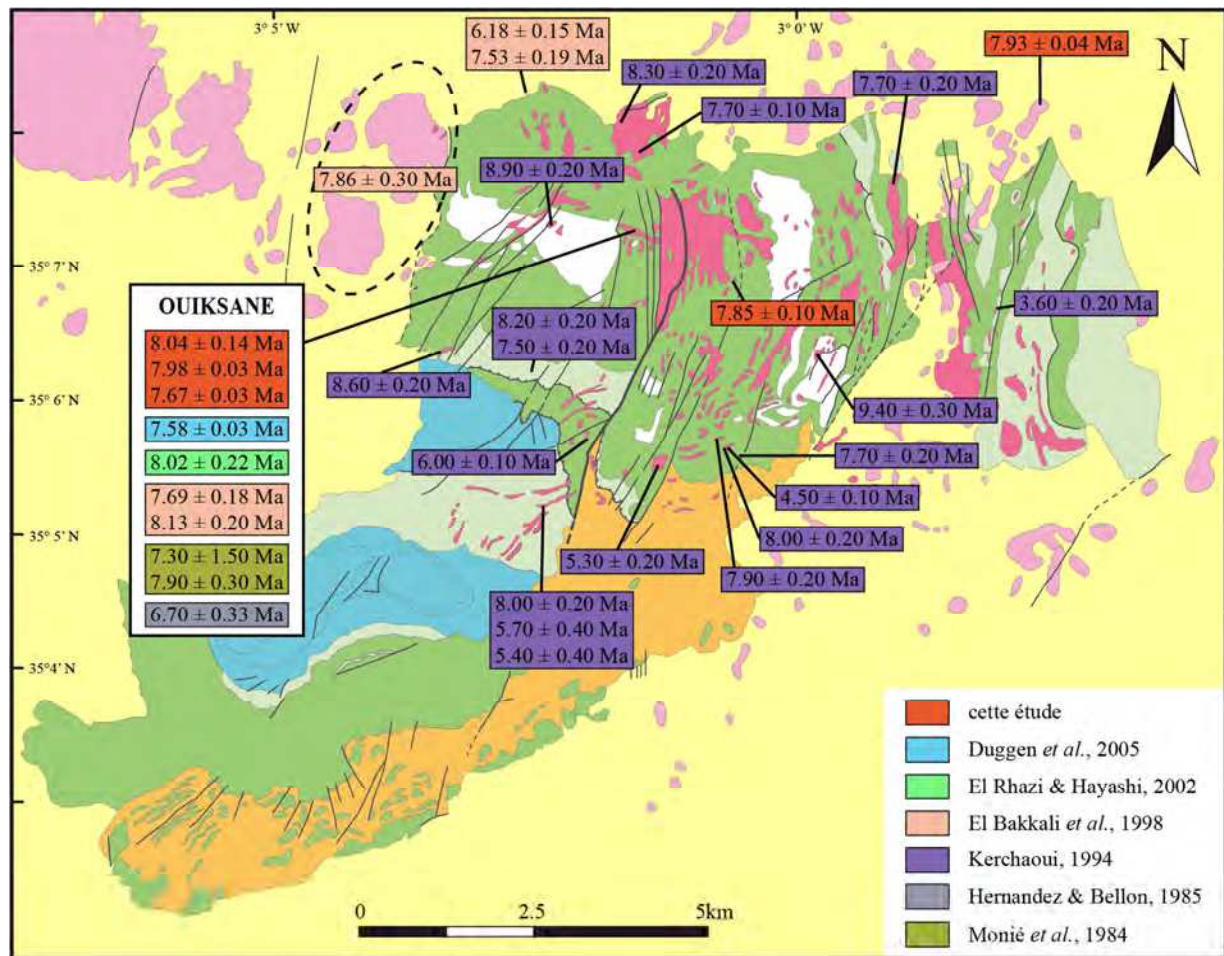 3° 5' W
3° 0' W
6.18 ± 0.15 Ma
7.53 ± 0.19 Ma
7.93 ± 0.04 Ma
N
8.30 ± 0.20 Ma
7.70 ± 0.20 Ma
7.70 ± 0.10 Ma
8.90 ± 0.20 Ma
7.86 ± 0.30 Ma
35° 7' N
OUIKSANE
8.04 ± 0.14 Ma
7.98 ± 0.03 Ma
7.67 ± 0.03 Ma
7.58 ± 0.03 Ma
8.02 ± 0.22 Ma
7.69 ± 0.18 Ma
8.13 ± 0.20 Ma
7.30 ± 1.50 Ma
7.90 ± 0.30 Ma
6.70 ± 0.33 Ma
8.20 ± 0.20 Ma
7.50 ± 0.20 Ma
7.85 ± 0.10 Ma
3.60 ± 0.20 Ma
8.60 ± 0.20 Ma
35° 6' N
9.40 ± 0.30 Ma
6.00 ± 0.10 Ma
7.70 ± 0.20 Ma
4.50 ± 0.10 Ma
35° 5' N
8.00 ± 0.20 Ma
5.30 ± 0.20 Ma
7.90 ± 0.20 Ma
8.00 ± 0.20 Ma
5.70 ± 0.40 Ma
5.40 ± 0.40 Ma
35° 4' N
cette étude
Duggen et al., 2005
El Rhazi & Hayashi, 2002
El Bakkali et al., 1998
Kerchaoui, 1994
Hernandez & Bellon, 1985
Monié et al., 1984
0 2.5 5km